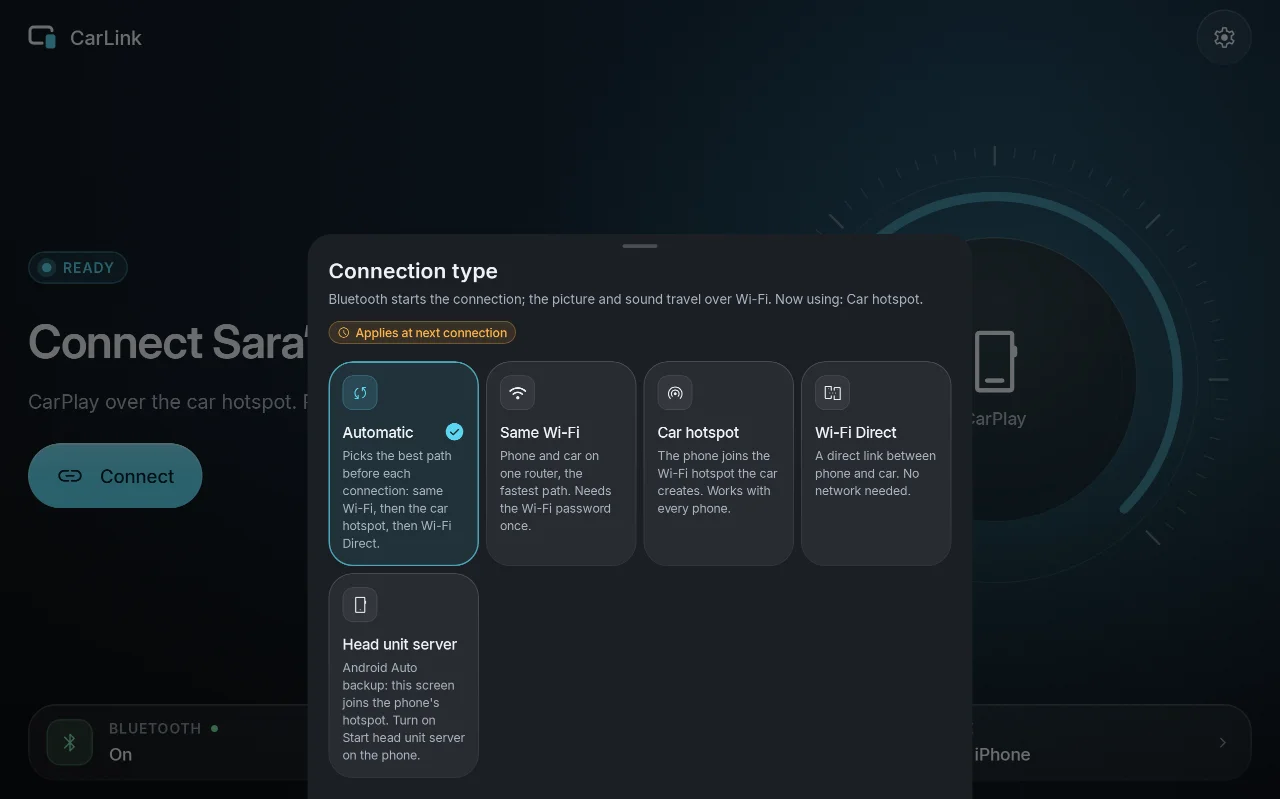 CarLink
READY
Connect Sara'
CarPlay over the car hotspot.
Connect
BLUETOOTH
On
CarPlay
iPhone
Connection type
Bluetooth starts the connection; the picture and sound travel over Wi-Fi. Now using: Car hotspot.
Applies at next connection
Automatic
Picks the best path
before each
connection: same
Wi-Fi, then the car
hotspot, then Wi-Fi
Direct.
Same Wi-Fi
Phone and car on
one router, the
fastest path. Needs
the Wi-Fi password
once.
Car hotspot
The phone joins the
Wi-Fi hotspot the car
creates. Works with
every phone.
Wi-Fi Direct
A direct link between
phone and car. No
network needed.
Head unit server
Android Auto
backup: this screen
joins the phone's
hotspot. Turn on
Start head unit server
on the phone.